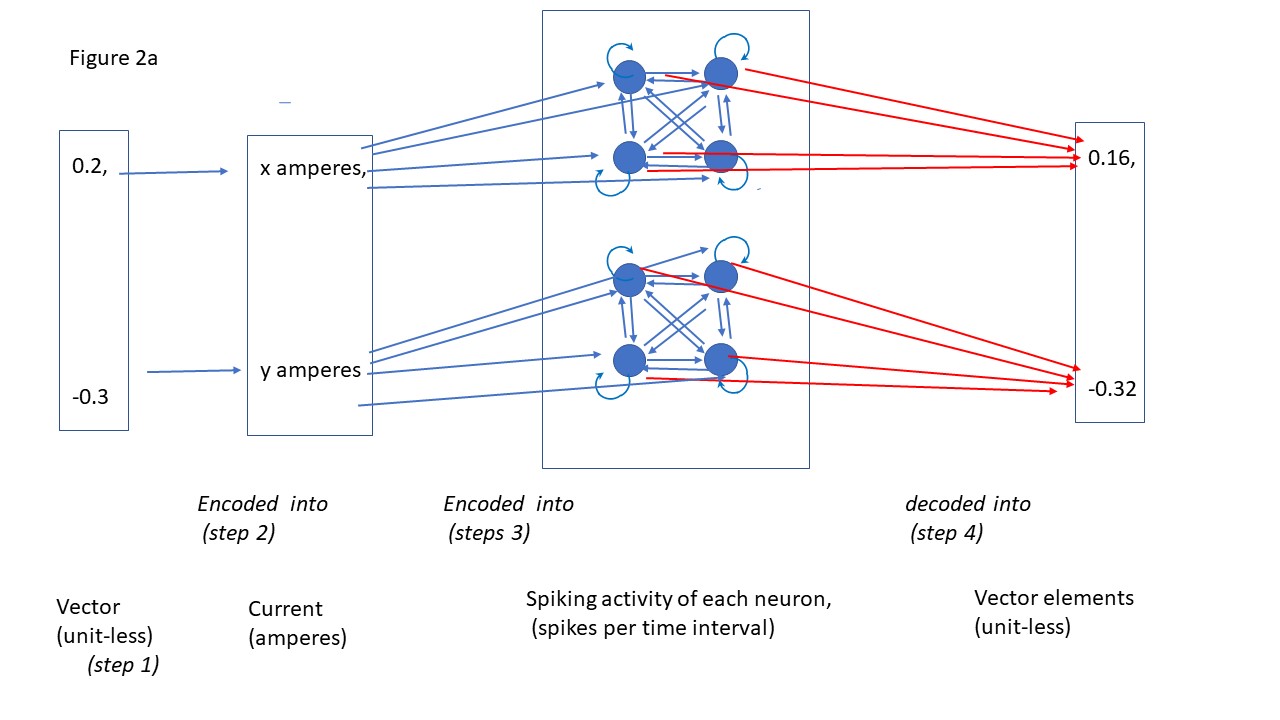 Figure 2a
0.2,
x amperes,
0.16,
y amperes
-0.3
-0.32
Encoded into
(step 2)
Encoded into
(steps 3)
decoded into
(step 4)
Vector
(unit-less)
(step 1)
Current
(amperes)
Spiking activity of each neuron,
(spikes per time interval)
Vector elements
(unit-less)